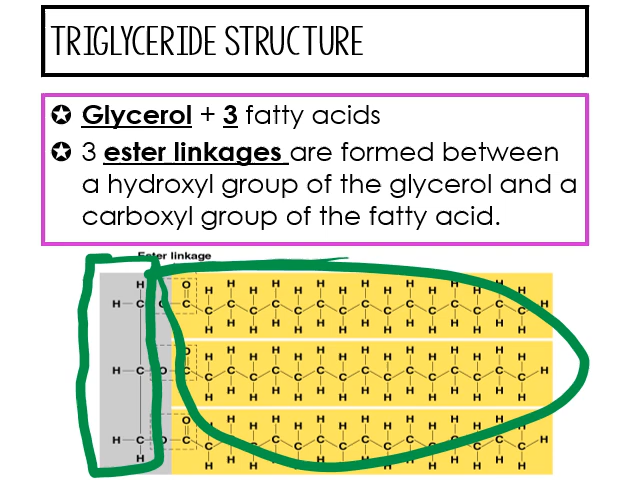 TRIGLYCERIDE STRUCTURE
✪ Glycerol + 3 fatty acids
✪ 3 ester linkages are formed between
a hydroxyl group of the glycerol and a
carboxyl group of the fatty acid.
Ester linkage
H O H H H H H H H H H H H H H H H
H C O C C C C C C C C C C C C C C C C H
H H H H H H H H H H H H H H H
O H H H H H H H H H H H H H H H
H C O C C C C C C C C C C C C C C C C H
H H H H H H H H H H H H H H H
O H H H H H H H H H H H H H H H
H C O C C C C C C C C C C C C C C C C H
H H H H H H H H H H H H H H H H